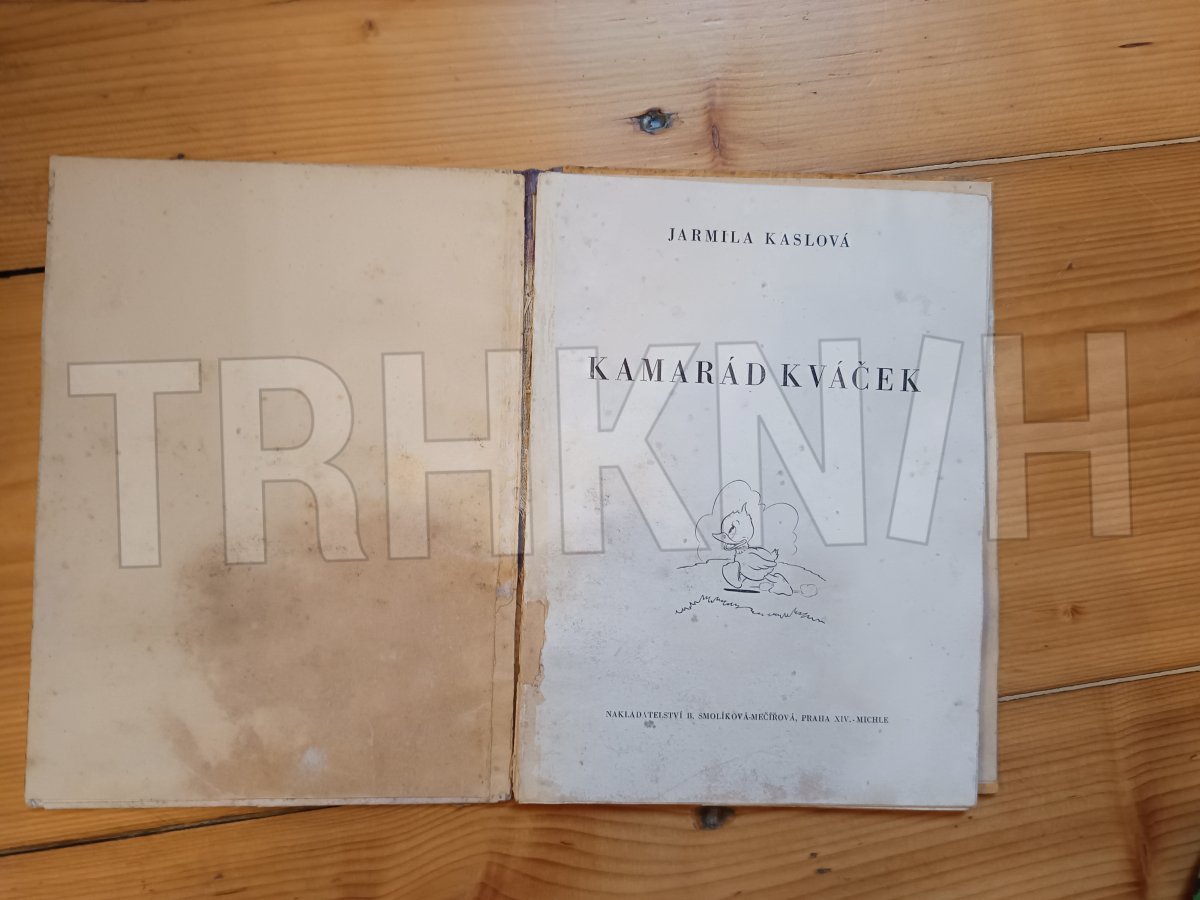 JARMILA KASLOVÁ
KAMARÁD KVÁČEK
TRHKNIH
NAKLADATELSTVÍ B. SMOLÍKOVÁ-MEČÍŘOVÁ, PRAHA XIV.-MICHLE